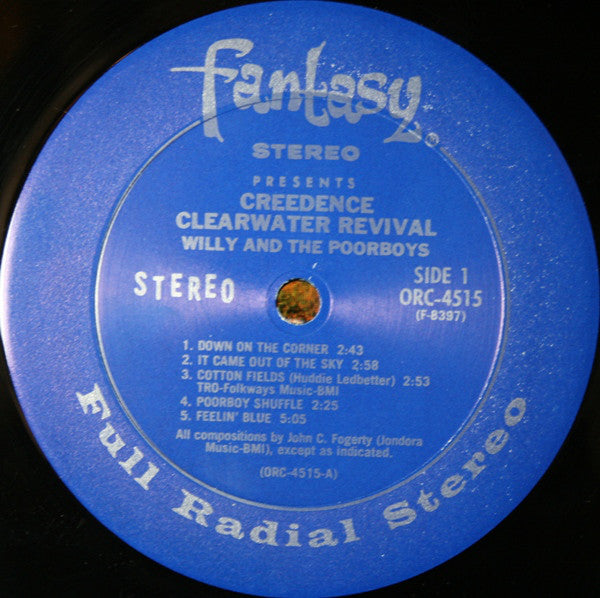 fantasy
STEREO
PRESENTS
CREEDENCE
CLEARWATER REVIVAL
WILLY AND THE POORBOYS
STEREO
SIDE 1
ORC-4515
(F-8397)
1. DOWN ON THE CORNER 2:43
2. IT CAME OUT OF THE SKY 2:58
3. COTTON FIELDS (Huddie Ledbetter) 2:53
TRO-Folkways Music-BMI
4. POORBOY SHUFFLE 2:25
5. FEELIN' BLUE 5:05
All compositions by John C. Fogerty (Jondora
Music-BMI), except as indicated.
(ORC-4515-A)
Full Radial Stereo